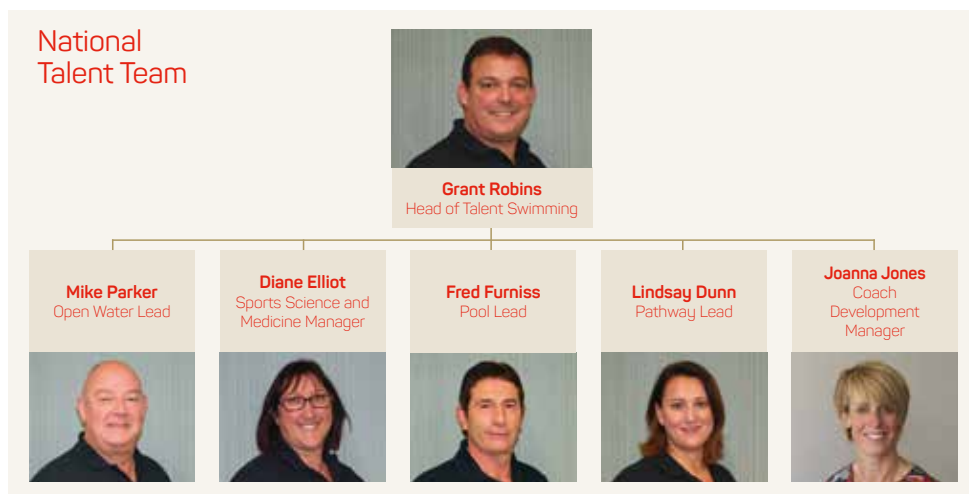 National
Talent Team
Grant Robins
Head of Talent Swimming
Mike Parker
Open Water Lead
Diane Elliot
Sports Science and
Medicine Manager
Fred Furniss
Pool Lead
Lindsay Dunn
Pathway Lead
Joanna Jones
Coach
Development
Manager